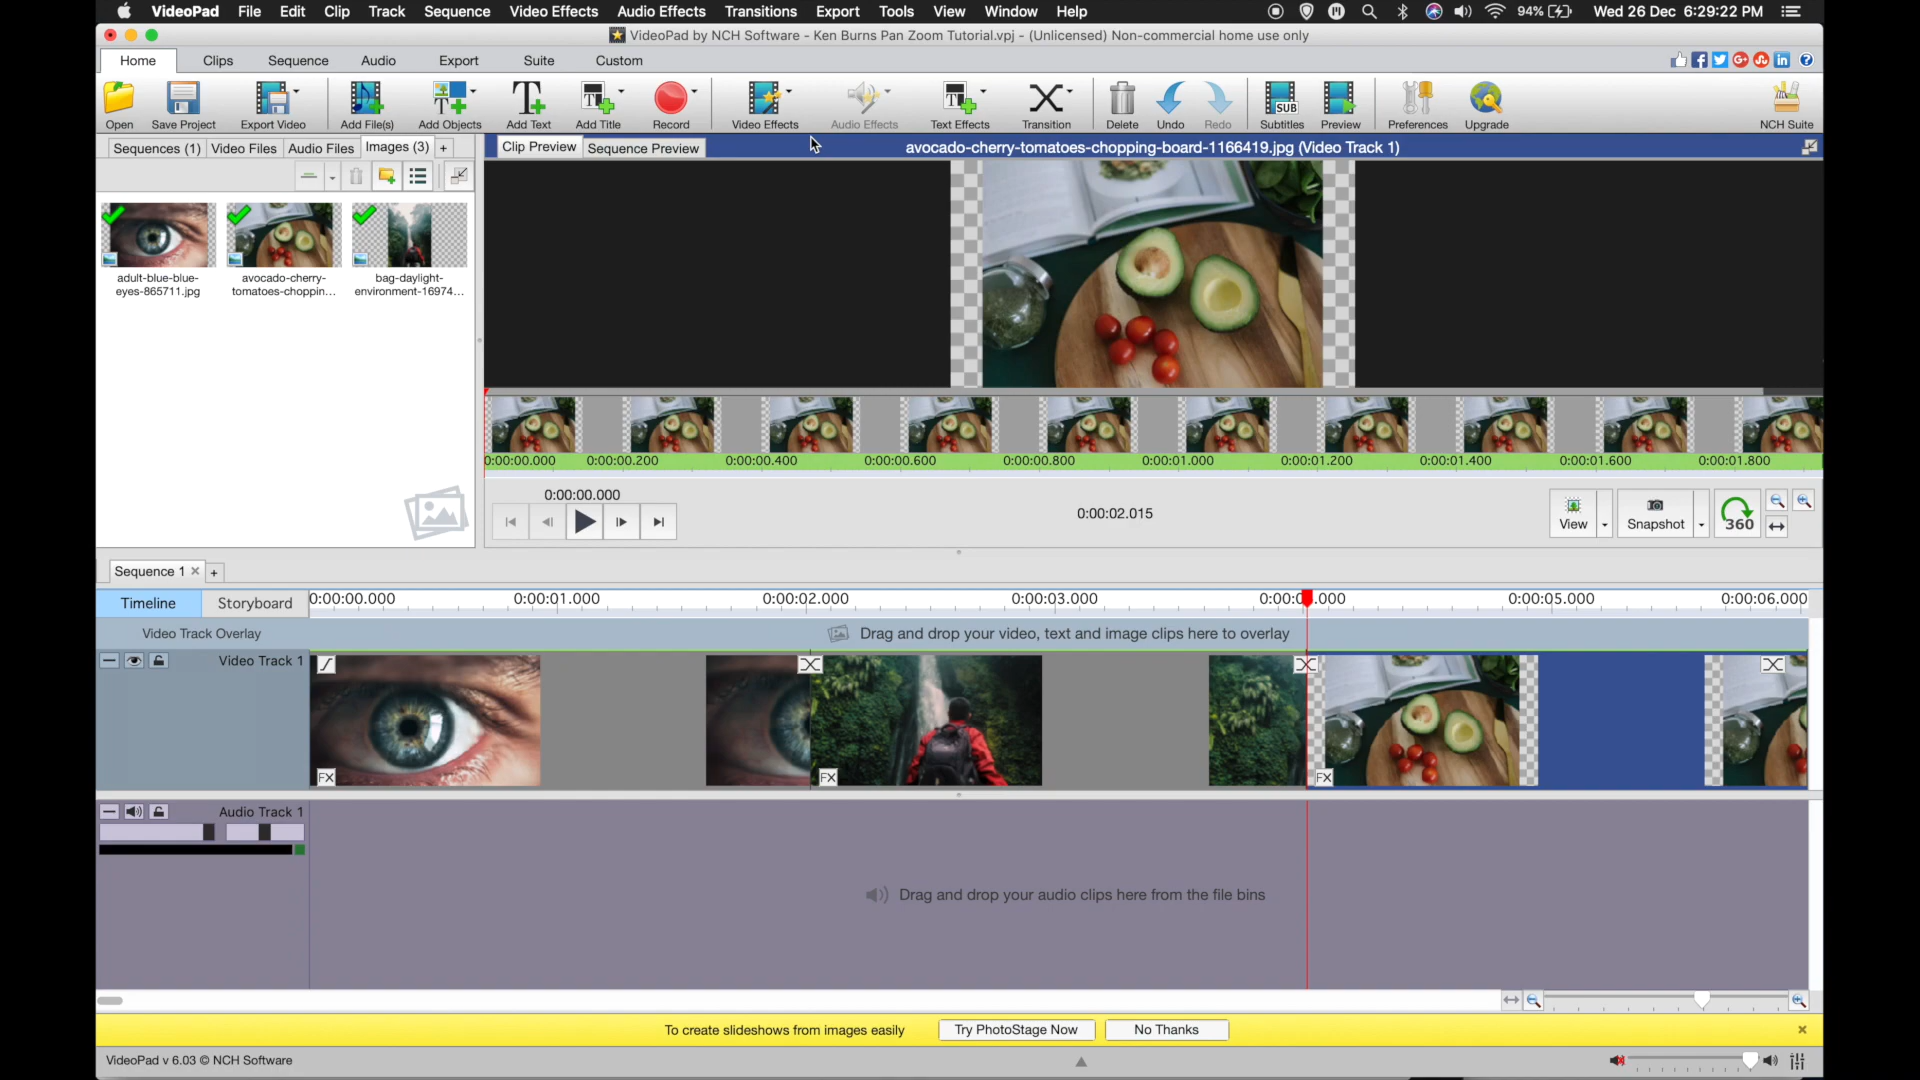 VideoPad File Edit Clip Track Sequence Video Effects Audio Effects Transitions Export Tools View Window Help 94% Wed 26 Dec 6:29:22 PM
VideoPad by NCH Software - Ken Burns Pan Zoom Tutorial.vpj - (Unlicensed) Non-commercial home use only
Home Clips Sequence Audio Export Suite Custom
Open Save Project Export Video Add File(s) Add Objects Add Text Add Title Record Video Effects Audio Effects Text Effects Transition Delete Undo Redo Subtitles Preview Preferences Upgrade NCH Suite
SUB
Sequences (1) Video Files Audio Files Images (3) + Clip Preview Sequence Preview avocado-cherry-tomatoes-chopping-board-1166419.jpg (Video Track 1)
adult-blue-blue-
eyes-865711.jpg
avocado-cherry-
tomatoes-choppin...
bag-daylight-
environment-16974...
0:00:00.000 0:00:00.200 0:00:00.400 0:00:00.600 0:00:00.800 0:00:01.000 0:00:01.200 0:00:01.400 0:00:01.600 0:00:01.800
0:00:00.000
0:00:02.015
View Snapshot 360
Sequence 1 × +
Timeline Storyboard 0:00:00.000 0:00:01.000 0:00:02.000 0:00:03.000 0:00:05.000 0:00:06.000
Video Track Overlay Drag and drop your video, text and image clips here to overlay
Video Track 1
FX FX FX
Audio Track 1
Drag and drop your audio clips here from the file bins
To create slideshows from images easily Try PhotoStage Now No Thanks ×
VideoPad v 6.03 © NCH Software